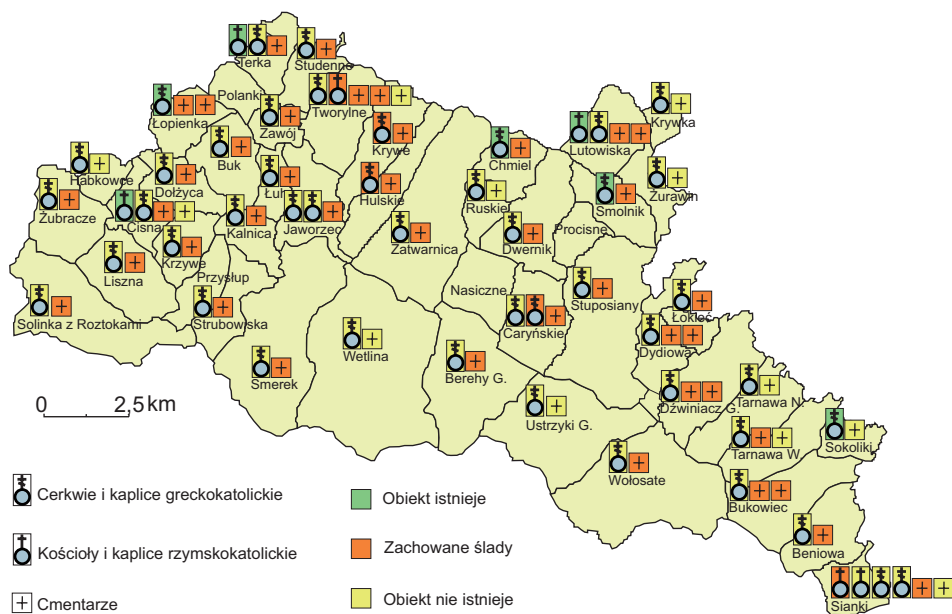 Terka
Studenne
Polanki
Tworylne
Krywka
Łopienka
Zawój
Lutowiska
Buk
Krywe
Chmiel
Habkowce
Dołżyca
Łuh
Hulskie
Ruskie
Smolnik
Żurawin
Żubracze
Cisna
Kalnica
Jaworzec
Zatwarnica
Dwernik
Procisne
Krzywe
Liszna
Przysłup
Nasiczne
Stuposiany
Łokieć
Solinka z Roztokami
Strubowiska
Caryńskie
Wetlina
Dydiowa
Smerek
Berehy G.
Dźwiniacz G.
Tarnawa N.
0 2,5 km
Ustrzyki G.
Tarnawa W.
Sokoliki
Wołosate
Bukowiec
Beniowa
Sianki
Cerkwie i kaplice greckokatolickie
Kościoły i kaplice rzymskokatolickie
Cmentarze
Obiekt istnieje
Zachowane ślady
Obiekt nie istnieje